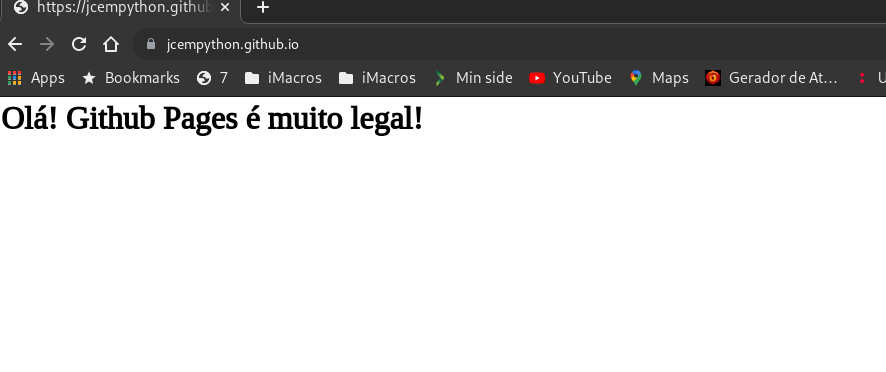 https://jcempython.github
jcempython.github.io
Apps Bookmarks 7 iMacros iMacros Min side YouTube Maps Gerador de At… U
Olá! Github Pages é muito legal!